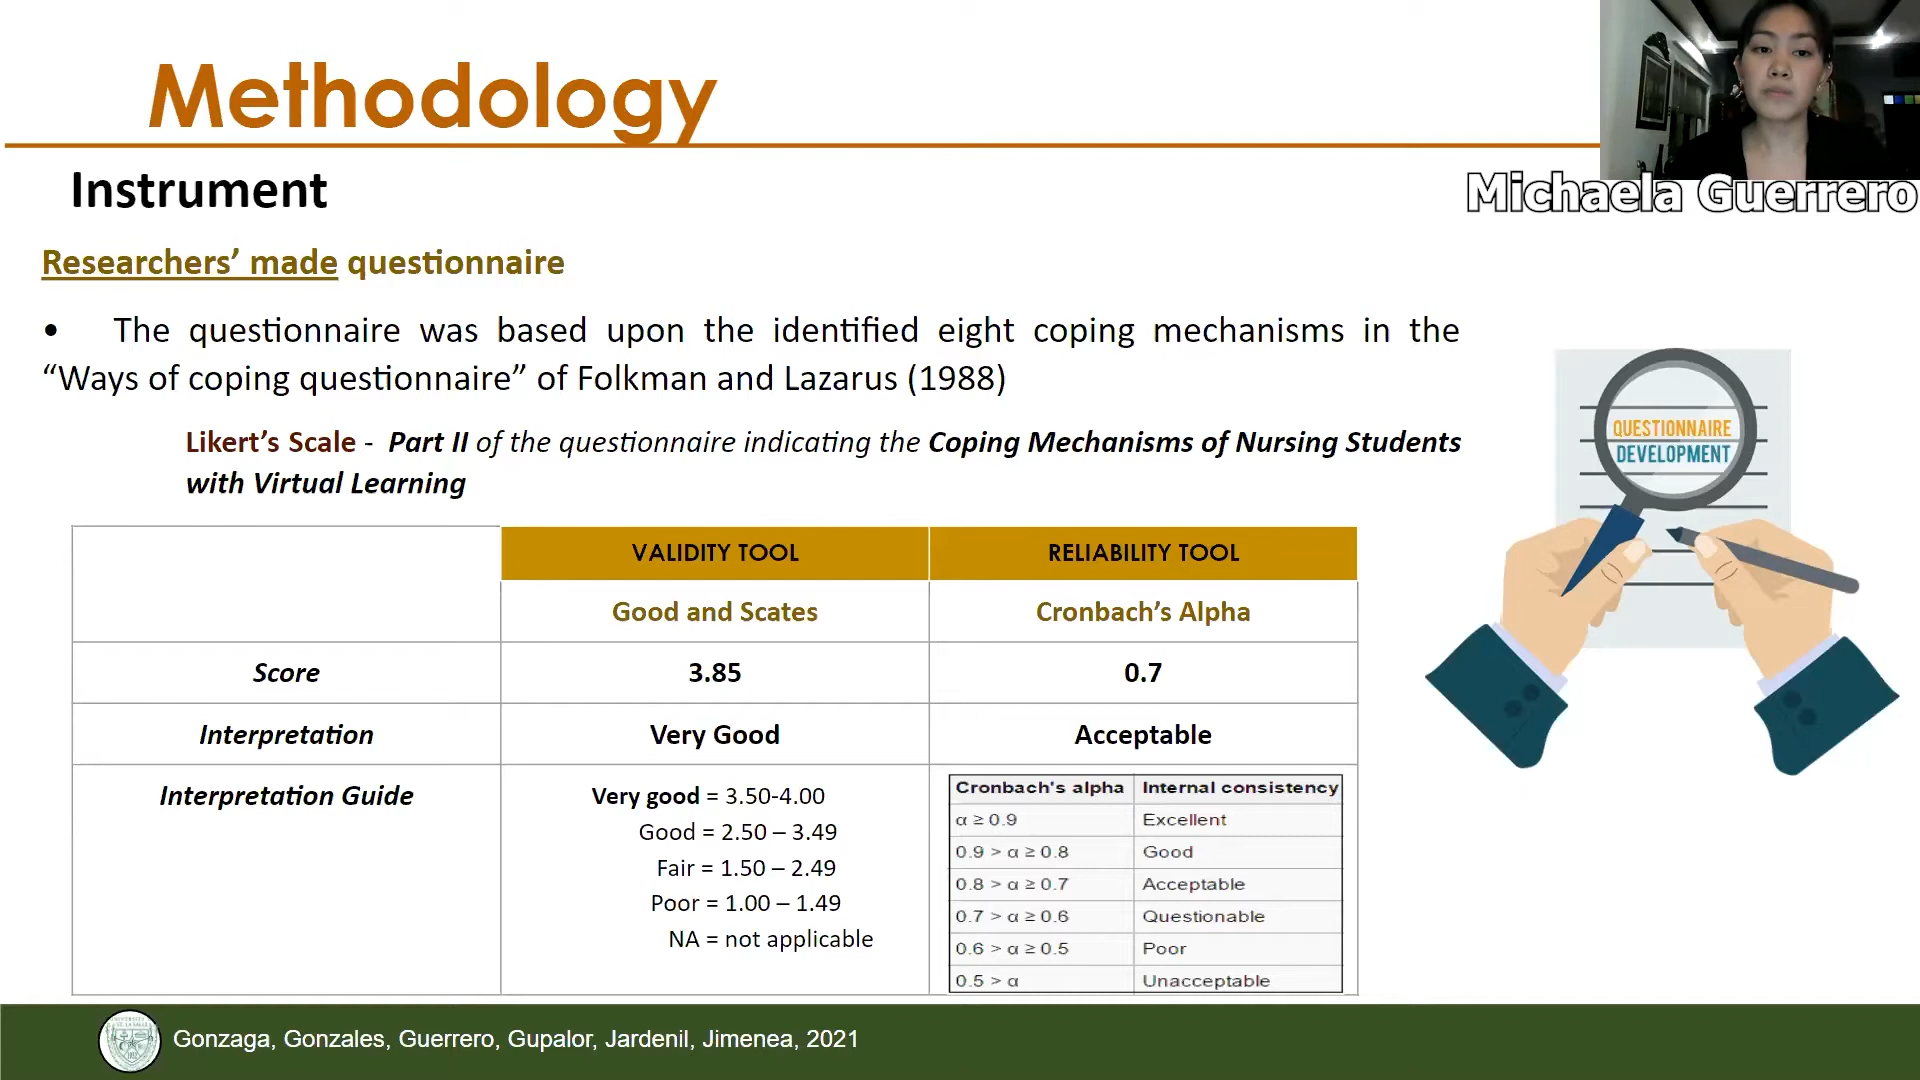 Methodology
Michaela Guerrero
Instrument
Researchers’ made questionnaire
• The questionnaire was based upon the identified eight coping mechanisms in the
“Ways of coping questionnaire” of Folkman and Lazarus (1988)
Likert’s Scale - Part II of the questionnaire indicating the Coping Mechanisms of Nursing Students
with Virtual Learning
QUESTIONNAIRE
DEVELOPMENT
VALIDITY TOOL RELIABILITY TOOL
Good and Scates Cronbach’s Alpha
Score 3.85 0.7
Interpretation Very Good Acceptable
Interpretation Guide
Very good = 3.50-4.00
Good = 2.50 – 3.49
Fair = 1.50 – 2.49
Poor = 1.00 – 1.49
NA = not applicable
Cronbach's alpha Internal consistency
α ≥ 0.9 Excellent
0.9 > α ≥ 0.8 Good
0.8 > α ≥ 0.7 Acceptable
0.7 > α ≥ 0.6 Questionable
0.6 > α ≥ 0.5 Poor
0.5 > α Unacceptable
Gonzaga, Gonzales, Guerrero, Gupalor, Jardenil, Jimenea, 2021